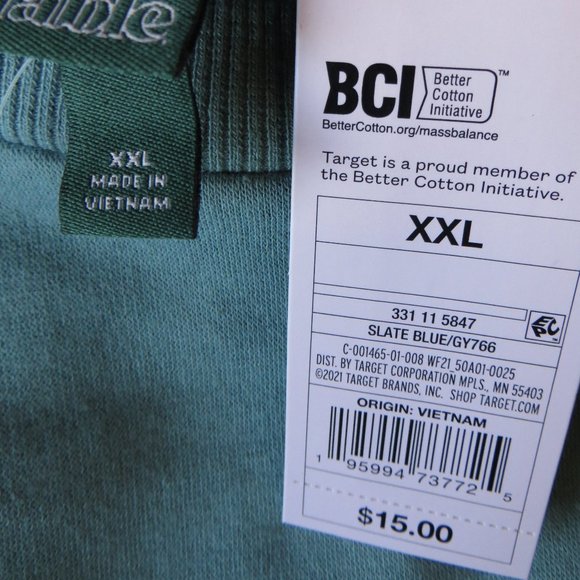 XXL
MADE IN
VIETNAM
BCI
Better
Cotton
Initiative
TM
BetterCotton.org/massbalance
Target is a proud member of
the Better Cotton Initiative.
XXL
331 11 5847
SLATE BLUE/GY766
EPC
C-001465-01-008 WF21_50A01-0025
DIST. BY TARGET CORPORATION MPLS., MN 55403
©2021 TARGET BRANDS, INC. SHOP TARGET.COM
ORIGIN: VIETNAM
1 95994 73772 5
$15.00